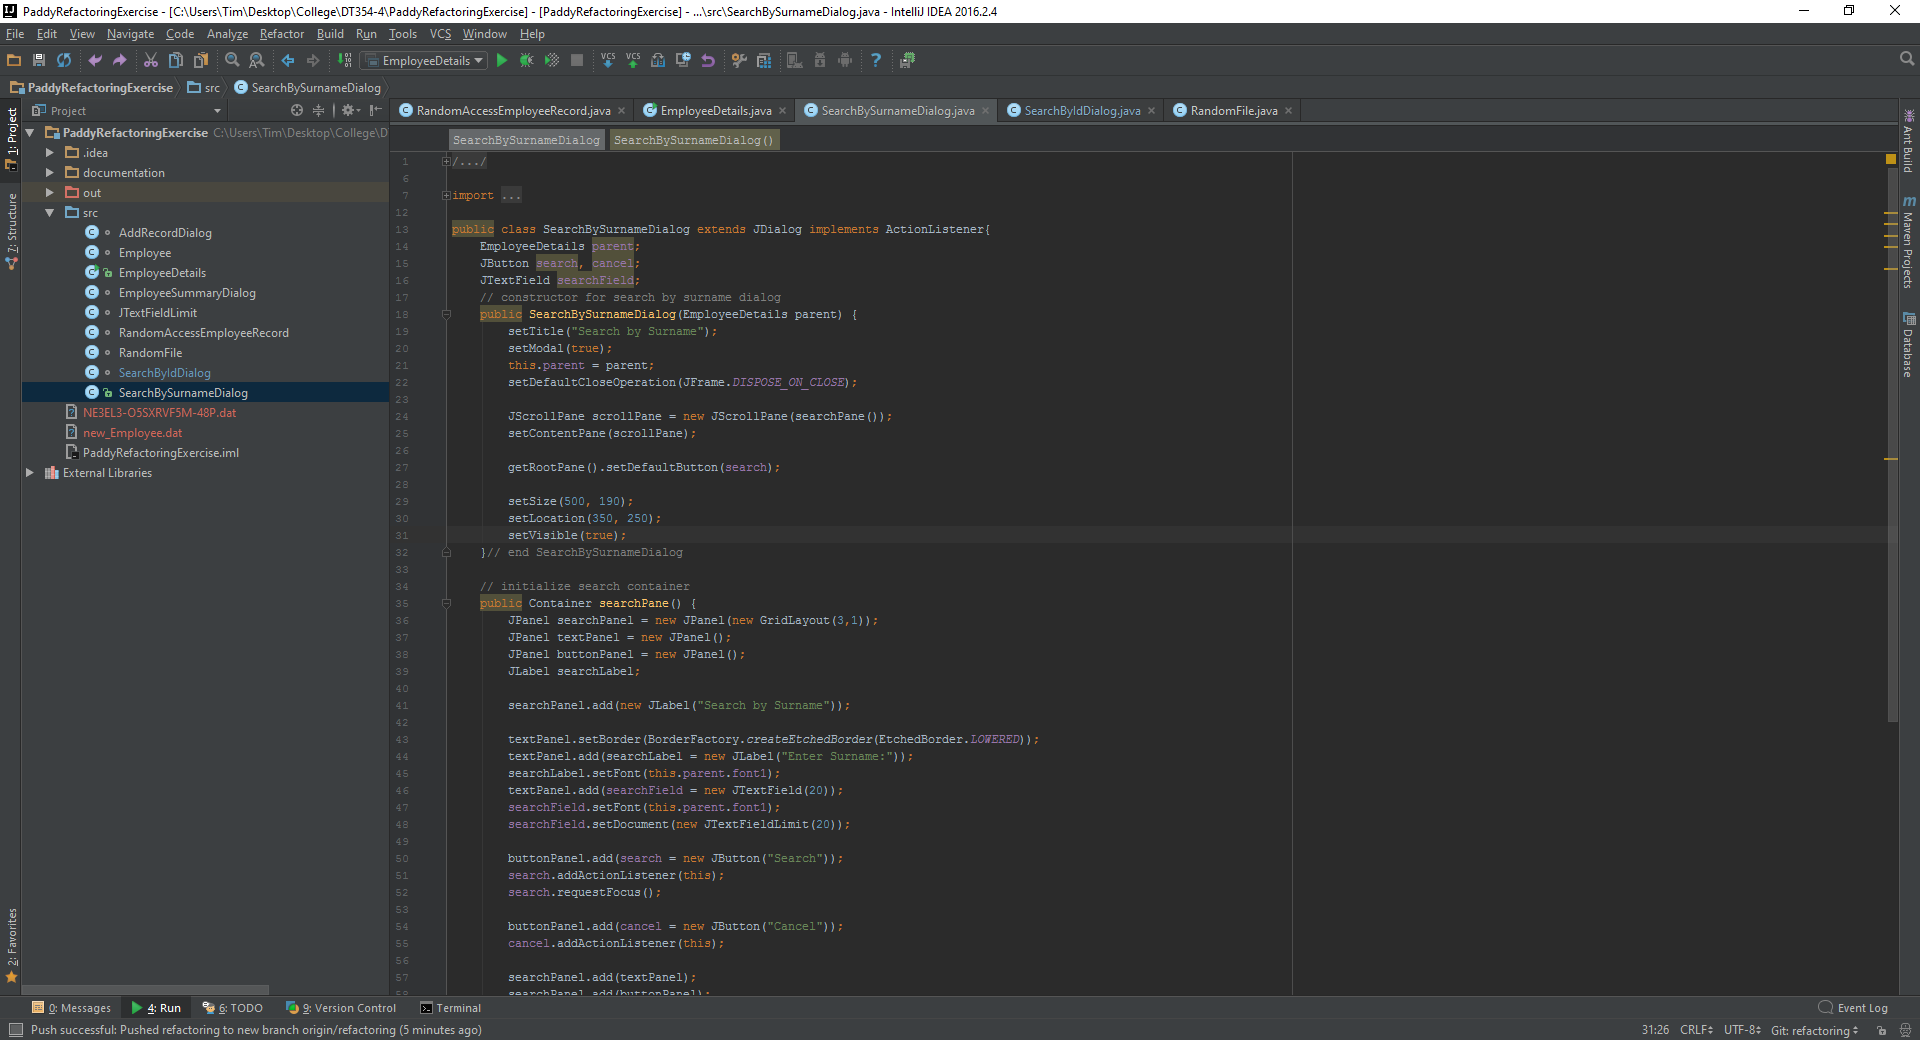 PaddyRefactoringExercise - [C:\Users\Tim\Desktop\College\DT354-4\PaddyRefactoringExercise] - [PaddyRefactoringExercise] - ...\src\SearchBySurnameDialog.java - IntelliJ IDEA 2016.2.4
File Edit View Navigate Code Analyze Refactor Build Run Tools VCS Window Help
EmployeeDetails
VCS VCS
PaddyRefactoringExercise src SearchBySurnameDialog
Project
RandomAccessEmployeeRecord.java EmployeeDetails.java SearchBySurnameDialog.java SearchByIdDialog.java RandomFile.java
SearchBySurnameDialog SearchBySurnameDialog()
1: Project
7: Structure
2: Favorites
PaddyRefactoringExercise C:\Users\Tim\Desktop\College\D
.idea
documentation
out
src
AddRecordDialog
Employee
EmployeeDetails
EmployeeSummaryDialog
JTextFieldLimit
RandomAccessEmployeeRecord
RandomFile
SearchByIdDialog
SearchBySurnameDialog
NE3EL3-O5SXRVF5M-48P.dat
new_Employee.dat
PaddyRefactoringExercise.iml
External Libraries
1 /.../
6
7 import ...
12
13 public class SearchBySurnameDialog extends JDialog implements ActionListener{
14 EmployeeDetails parent;
15 JButton search, cancel;
16 JTextField searchField;
17 // constructor for search by surname dialog
18 public SearchBySurnameDialog(EmployeeDetails parent) {
19 setTitle("Search by Surname");
20 setModal(true);
21 this.parent = parent;
22 setDefaultCloseOperation(JFrame.DISPOSE_ON_CLOSE);
23
24 JScrollPane scrollPane = new JScrollPane(searchPane());
25 setContentPane(scrollPane);
26
27 getRootPane().setDefaultButton(search);
28
29 setSize(500, 190);
30 setLocation(350, 250);
31 setVisible(true);
32 }// end SearchBySurnameDialog
33
34 // initialize search container
35 public Container searchPane() {
36 JPanel searchPanel = new JPanel(new GridLayout(3,1));
37 JPanel textPanel = new JPanel();
38 JPanel buttonPanel = new JPanel();
39 JLabel searchLabel;
40
41 searchPanel.add(new JLabel("Search by Surname"));
42
43 textPanel.setBorder(BorderFactory.createEtchedBorder(EtchedBorder.LOWERED));
44 textPanel.add(searchLabel = new JLabel("Enter Surname:"));
45 searchLabel.setFont(this.parent.font1);
46 textPanel.add(searchField = new JTextField(20));
47 searchField.setFont(this.parent.font1);
48 searchField.setDocument(new JTextFieldLimit(20));
49
50 buttonPanel.add(search = new JButton("Search"));
51 search.addActionListener(this);
52 search.requestFocus();
53
54 buttonPanel.add(cancel = new JButton("Cancel"));
55 cancel.addActionListener(this);
56
57 searchPanel.add(textPanel);
58 searchPanel.add(buttonPanel);
Ant Build
Maven Projects
Database
0: Messages 4: Run 6: TODO 9: Version Control Terminal Event Log
Push successful: Pushed refactoring to new branch origin/refactoring (5 minutes ago) 31:26 CRLF UTF-8 Git: refactoring